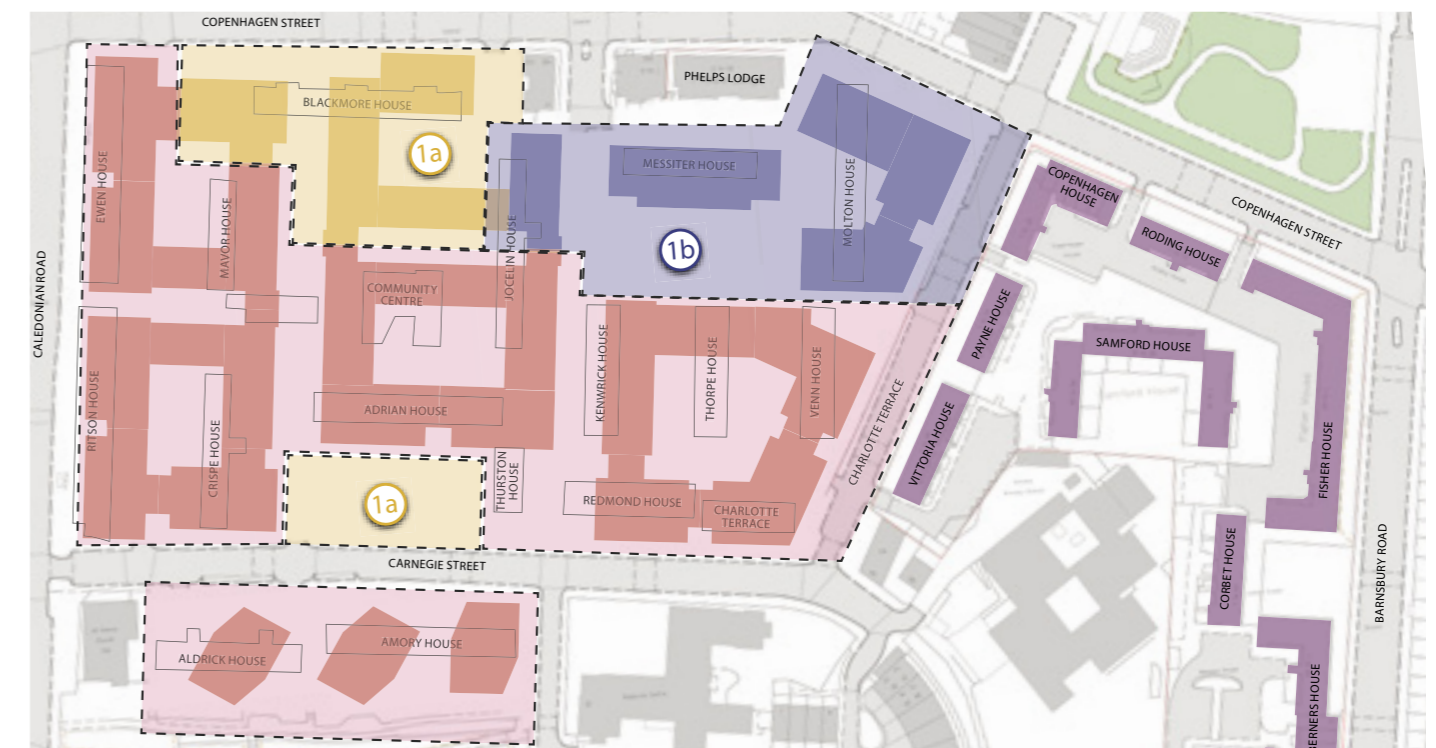 COPENHAGEN STREET
PHELPS LODGE
BLACKMORE HOUSE
1a
MESSITER HOUSE
MOLTON HOUSE
EWEN HOUSE
MAVOR HOUSE
JOCELIN HOUSE
1b
COPENHAGEN
HOUSE
RODING HOUSE
COPENHAGEN STREET
CALEDONIAN ROAD
COMMUNITY
CENTRE
PAYNE HOUSE
SAMFORD HOUSE
RITSON HOUSE
CRISPE HOUSE
ADRIAN HOUSE
KENWRICK HOUSE
THORPE HOUSE
VENN HOUSE
CHARLOTTE TERRACE
VITTORIA HOUSE
FISHER HOUSE
THURSTON
HOUSE
REDMOND HOUSE
CHARLOTTE
TERRACE
1a
CARNEGIE STREET
CORBET HOUSE
BARNSBURY ROAD
ALDRICK HOUSE
AMORY HOUSE
BERNERS HOUSE